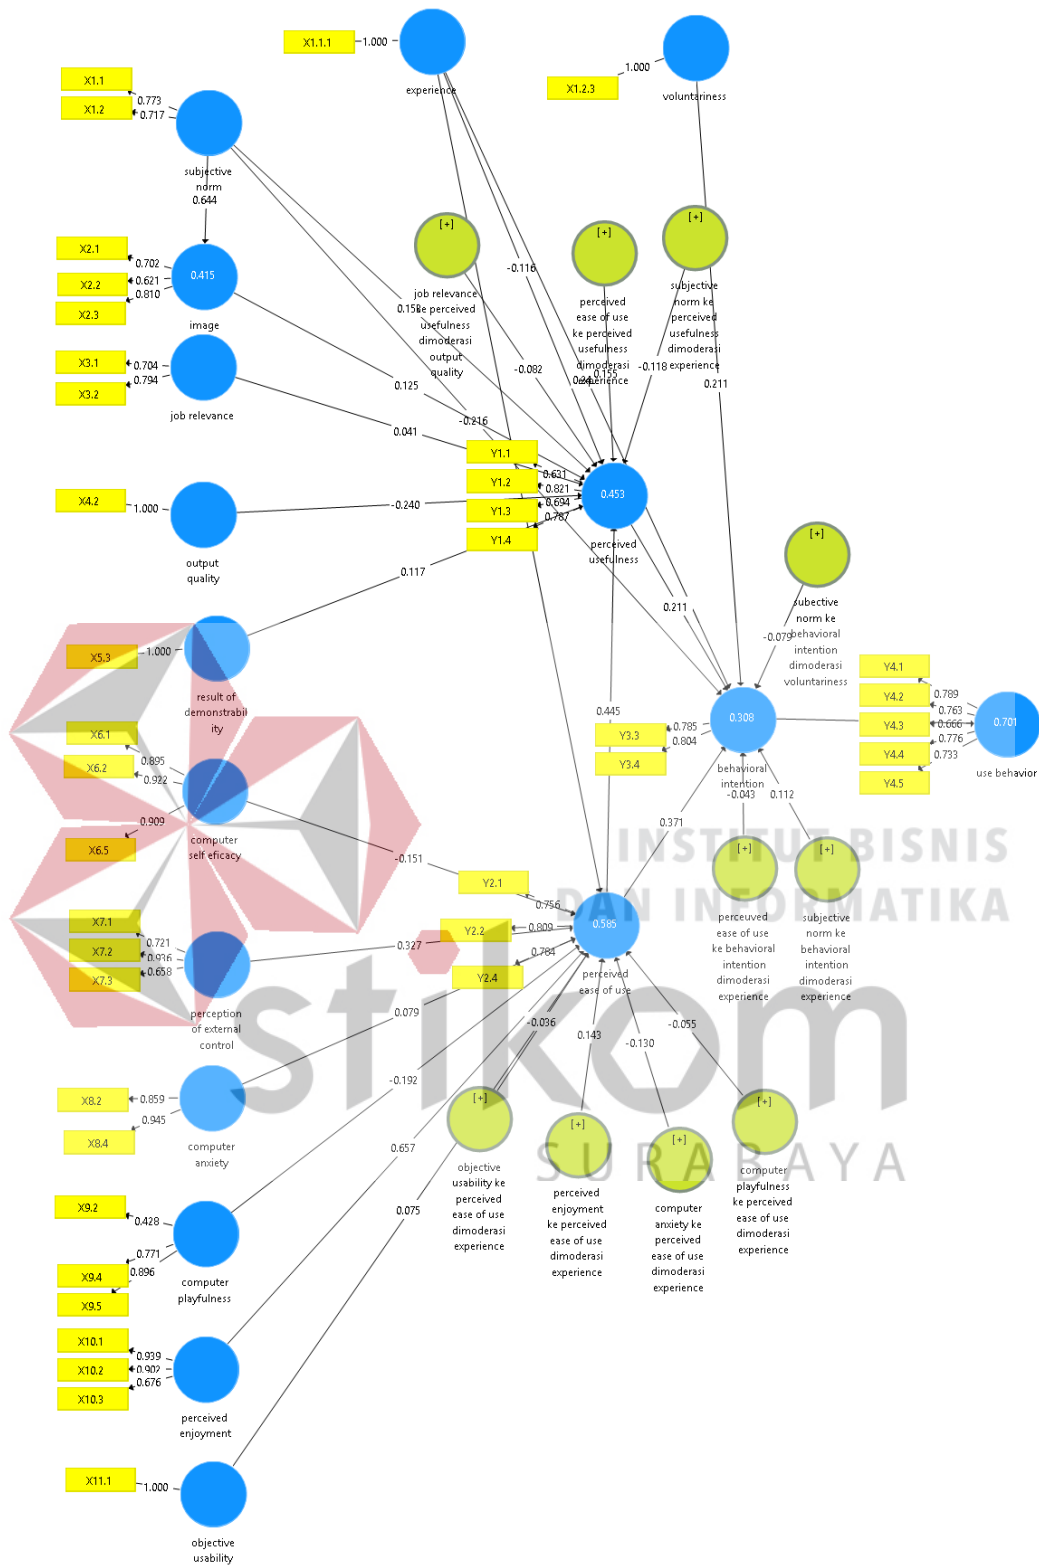 X1.1.1
1.000
experience
X1.2.3
1.000
voluntariness
X1.1
X1.2
0.773
0.717
subjective
norm
0.644
X2.1
X2.2
X2.3
0.702
0.621
0.810
0.415
image
X3.1
X3.2
0.704
0.794
job relevance
X4.2
1.000
output
quality
X5.3
1.000
result of
demonstrabil
ity
X6.1
X6.2
X6.5
0.895
0.922
0.909
computer
self eficacy
X7.1
X7.2
X7.3
0.721
0.936
0.658
perception
of external
control
X8.2
X8.4
0.859
0.945
computer
anxiety
X9.2
X9.4
X9.5
0.428
0.771
0.896
computer
playfulness
X10.1
X10.2
X10.3
0.939
0.902
0.676
perceived
enjoyment
X11.1
1.000
objective
usability
[+]
job relevance
ke perceived
usefulness
dimoderasi
output
quality
[+]
perceived
ease of use
ke perceived
usefulness
dimoderasi
experience
[+]
subjective
norm ke
perceived
usefulness
dimoderasi
experience
-0.116
-0.082
0.155
-0.118
0.211
0.125
-0.216
0.041
-0.240
0.117
Y1.1
Y1.2
Y1.3
Y1.4
0.631
0.821
0.694
0.787
0.453
perceived
usefulness
0.211
[+]
subective
norm ke
behavioral
intention
dimoderasi
voluntariness
-0.079
0.445
Y3.3
Y3.4
0.785
0.804
0.308
behavioral
intention
Y4.1
Y4.2
Y4.3
Y4.4
Y4.5
0.789
0.763
0.666
0.776
0.733
0.701
use behavior
-0.043
0.112
0.371
[+]
perceuved
ease of use
ke behavioral
intention
dimoderasi
experience
[+]
subjective
norm ke
behavioral
intention
dimoderasi
experience
-0.151
0.327
0.079
-0.192
0.657
0.075
Y2.1
Y2.2
Y2.4
0.756
0.809
0.784
0.585
perceived
ease of use
-0.036
0.143
-0.130
-0.055
[+]
objective
usability ke
perceived
ease of use
dimoderasi
experience
[+]
perceived
enjoyment
ke perceived
ease of use
dimoderasi
experience
[+]
computer
anxiety ke
perceived
ease of use
dimoderasi
experience
[+]
computer
playfulness
ke perceived
ease of use
dimoderasi
experience
INSTITUT BISNIS
DAN INFORMATIKA
stikom
SURABAYA